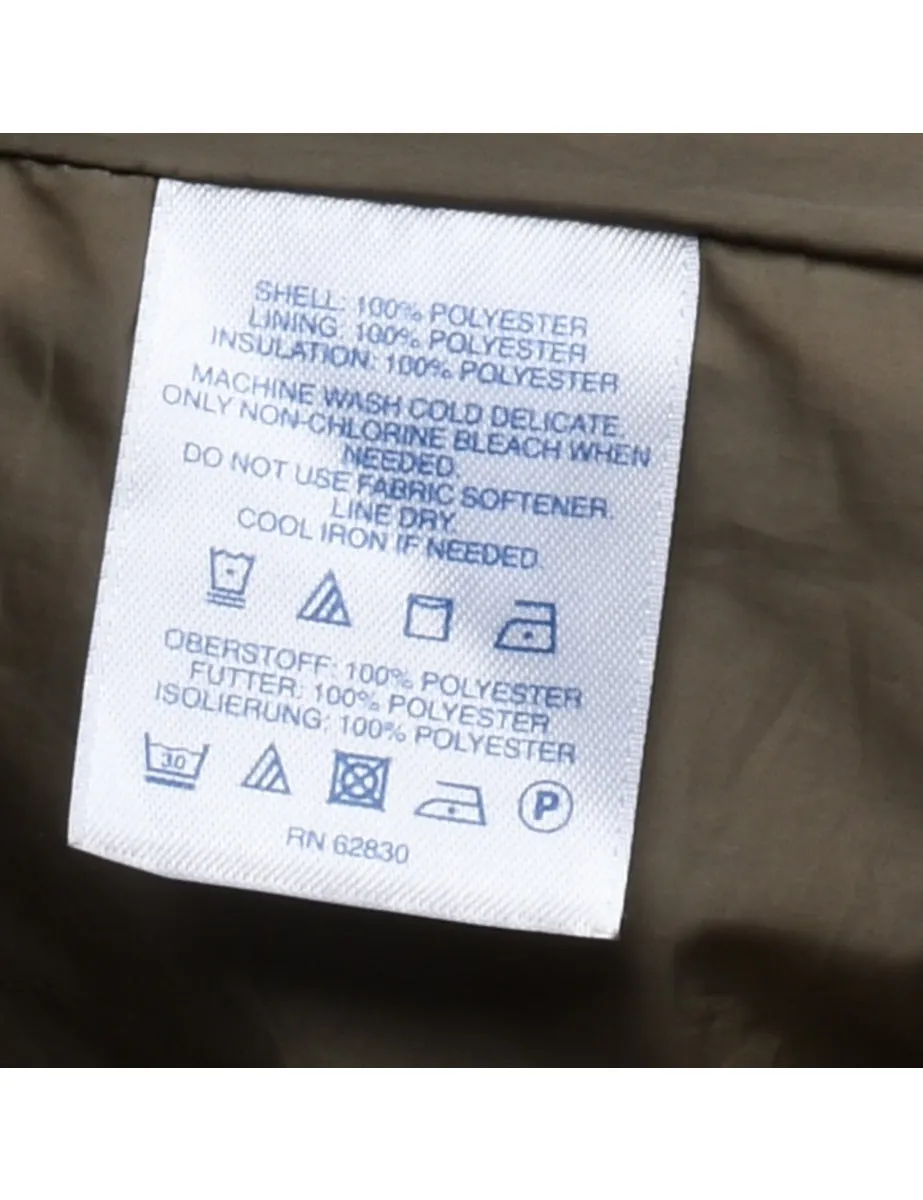 SHELL: 100% POLYESTER
LINING: 100% POLYESTER
INSULATION: 100% POLYESTER
MACHINE WASH COLD DELICATE.
ONLY NON-CHLORINE BLEACH WHEN
NEEDED.
DO NOT USE FABRIC SOFTENER.
LINE DRY.
COOL IRON IF NEEDED.
OBERSTOFF: 100% POLYESTER
FUTTER: 100% POLYESTER
ISOLIERUNG: 100% POLYESTER
30 P
RN 62830